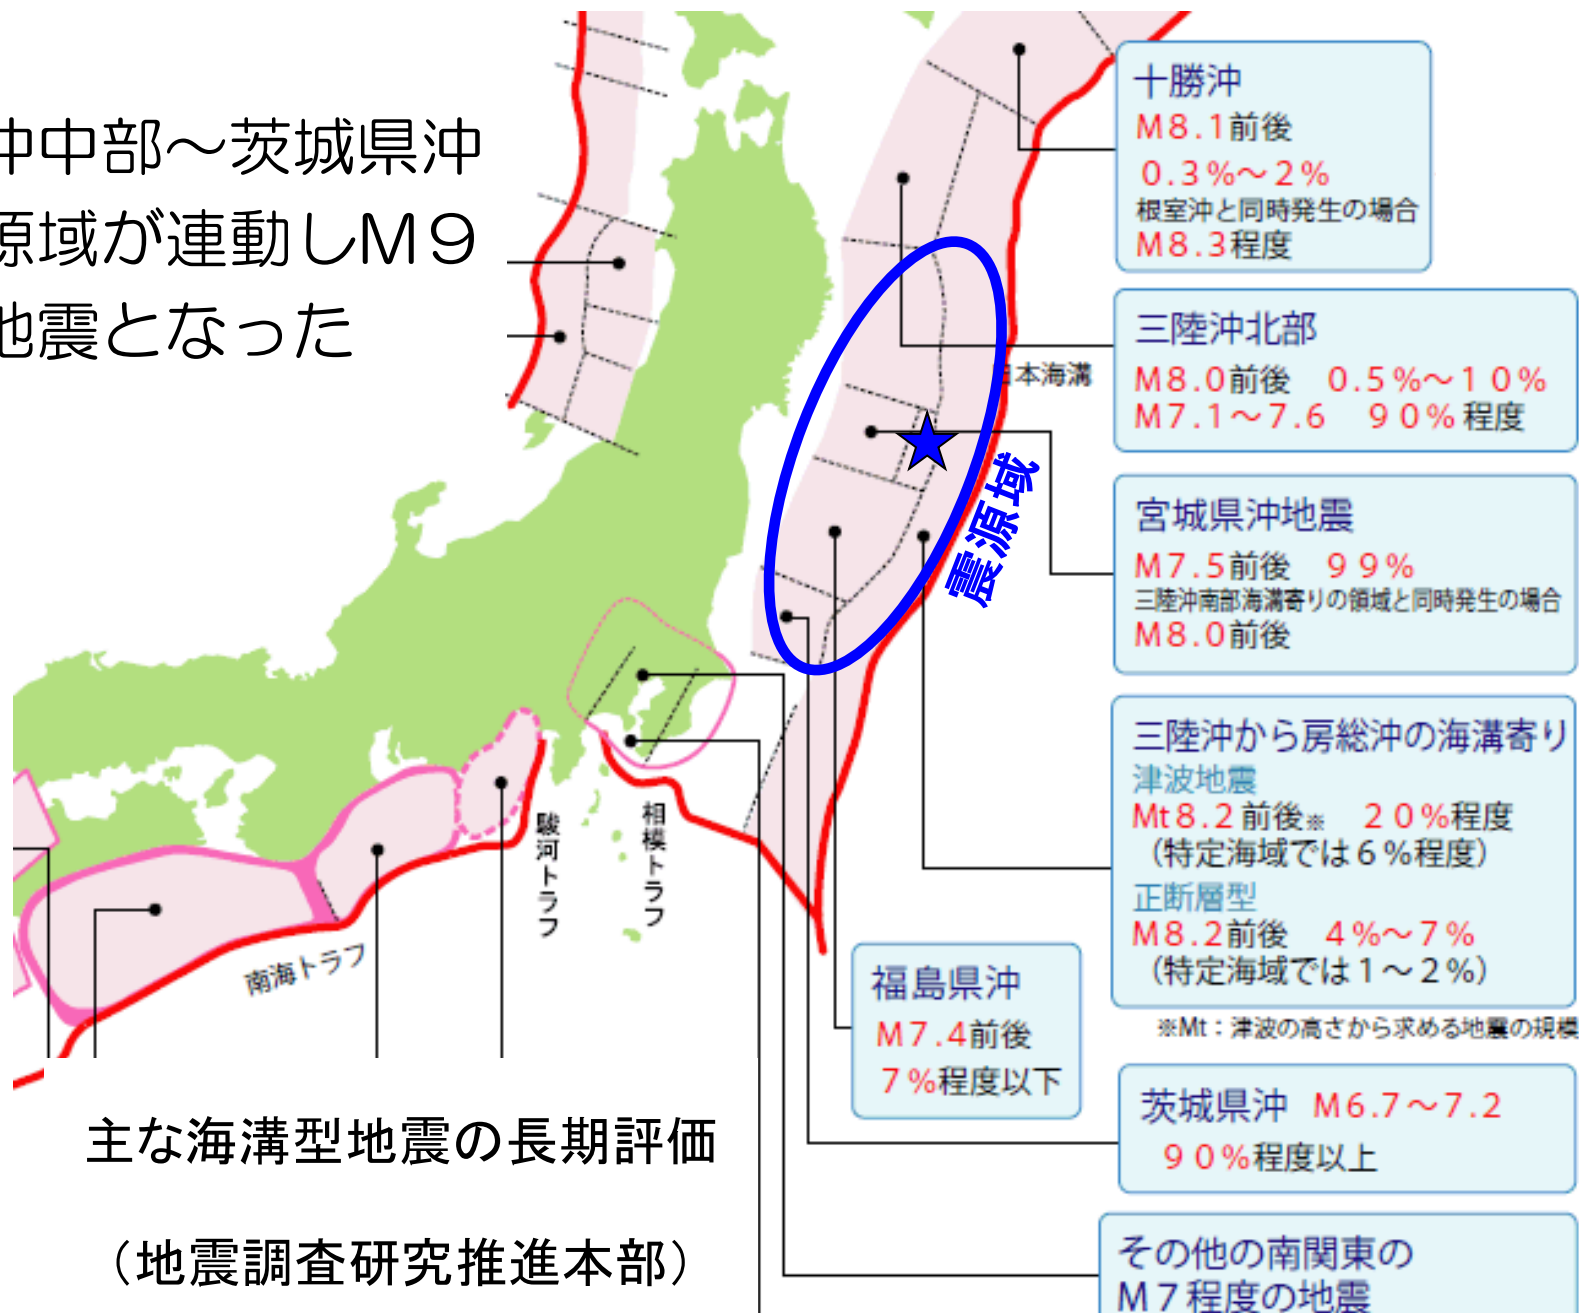 沖中部～茨城県沖
源域が連動しM９
地震となった
十勝沖
M8.1前後
0.3%～2%
根室沖と同時発生の場合
M8.3程度
三陸沖北部
M8.0前後　0.5%～10%
M7.1～7.6　90%程度
日本海溝
宮城県沖地震
M7.5前後　99%
三陸沖南部海溝寄りの領域と同時発生の場合
M8.0前後
震源域
三陸沖から房総沖の海溝寄り
津波地震
Mt8.2前後※　20%程度
（特定海域では6%程度）
正断層型
M8.2前後　4%～7%
（特定海域では1～2%）
※Mt：津波の高さから求める地震の規模
駿河トラフ
相模トラフ
南海トラフ
福島県沖
M7.4前後
7%程度以下
茨城県沖　M6.7～7.2
90%程度以上
その他の南関東の
M７程度の地震
主な海溝型地震の長期評価
（地震調査研究推進本部）